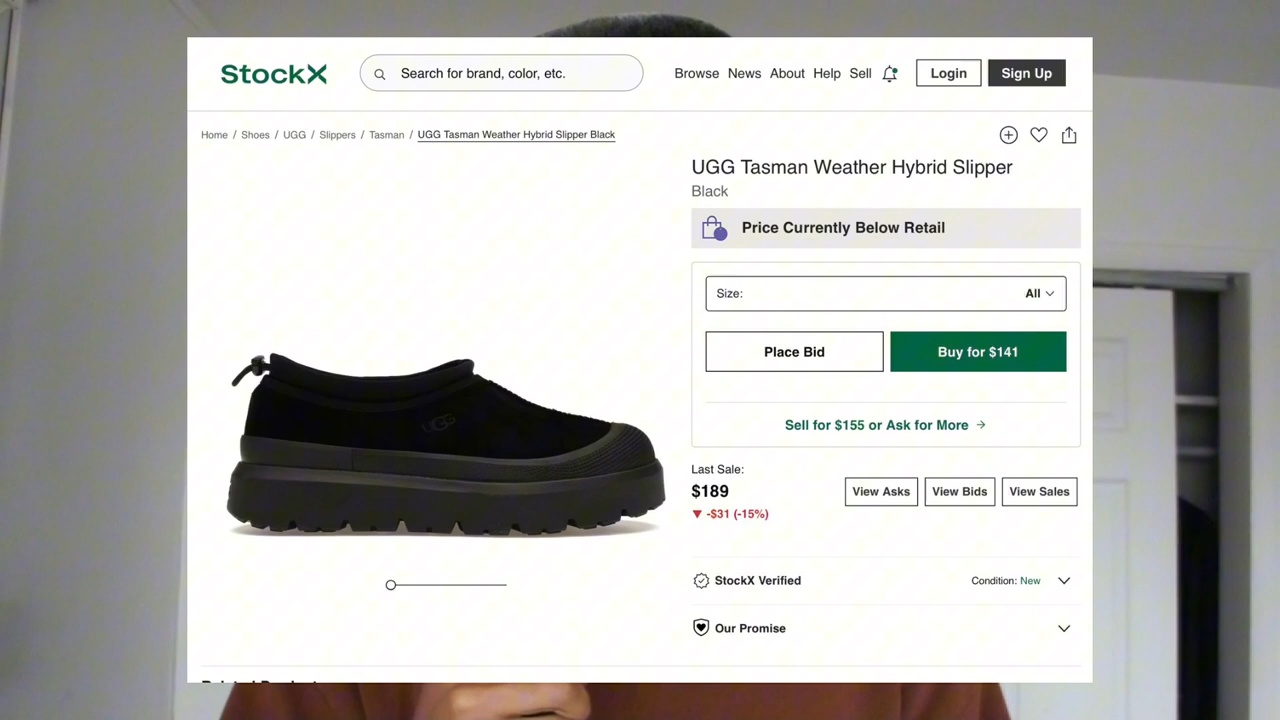 StockX
Search for brand, color, etc.
Browse News About Help Sell Login Sign Up
Home / Shoes / UGG / Slippers / Tasman / UGG Tasman Weather Hybrid Slipper Black
UGG Tasman Weather Hybrid Slipper
Black
Price Currently Below Retail
Size: All
Place Bid Buy for $141
Sell for $155 or Ask for More →
UGG
Last Sale:
$189
▼ -$31 (-15%)
View Asks View Bids View Sales
StockX Verified Condition: New
Our Promise